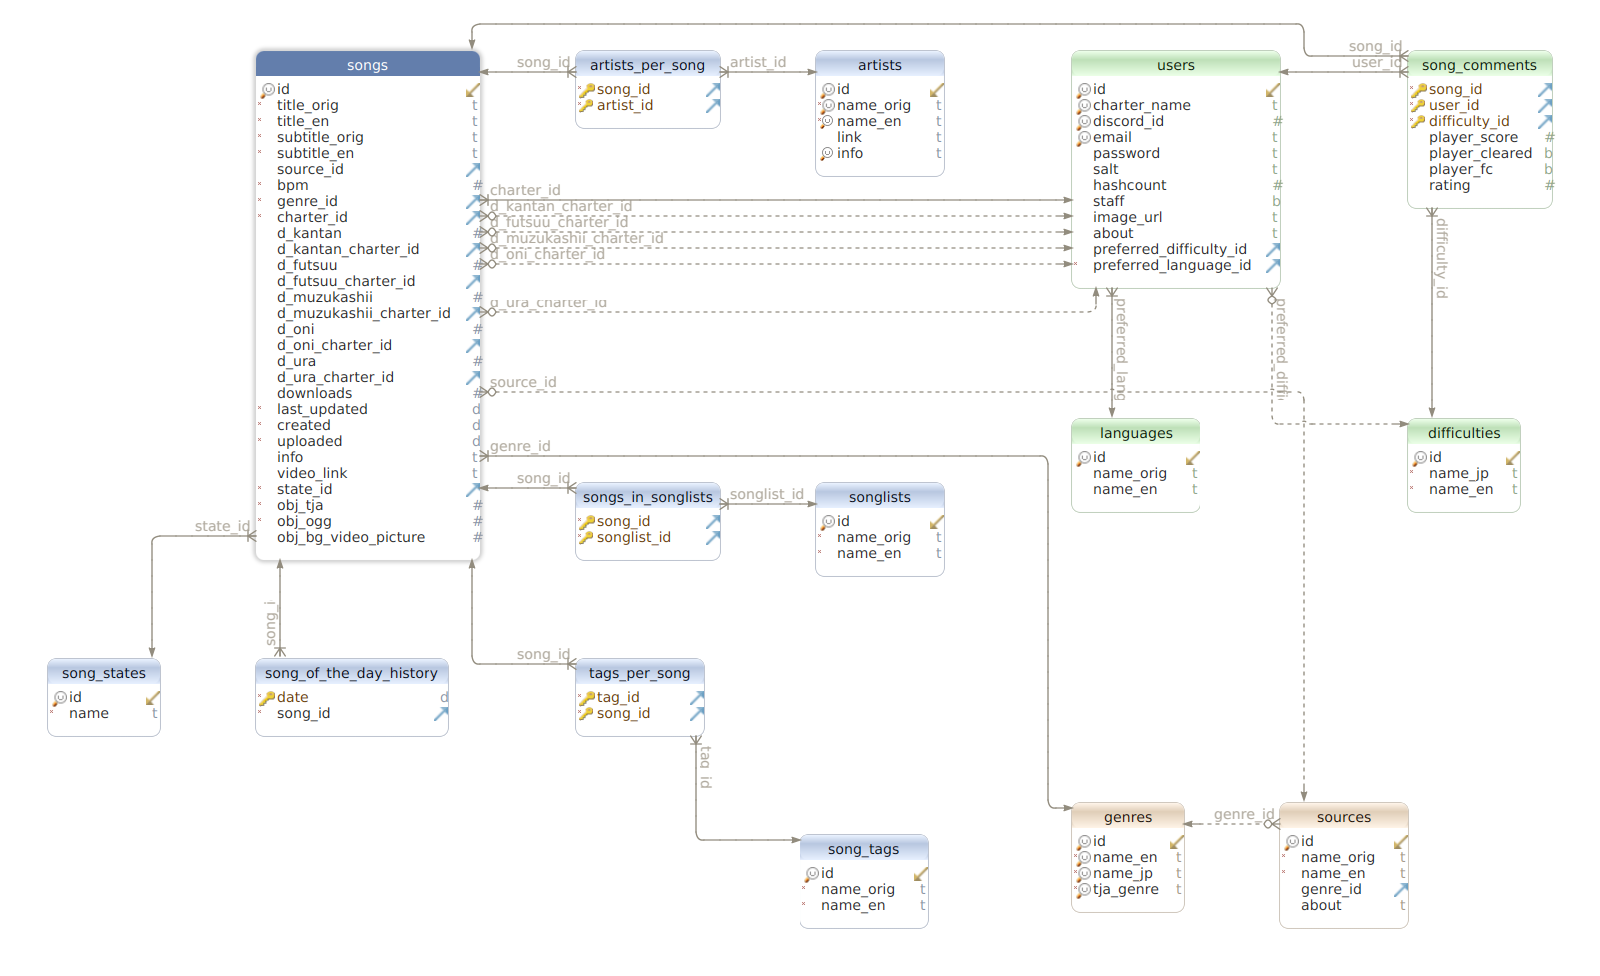 songs
id
title_orig t
title_en t
subtitle_orig t
subtitle_en t
source_id
bpm #
genre_id
charter_id
d_kantan #
d_kantan_charter_id
d_futsuu #
d_futsuu_charter_id
d_muzukashii #
d_muzukashii_charter_id
d_oni #
d_oni_charter_id
d_ura #
d_ura_charter_id
downloads #
last_updated d
created d
uploaded d
info t
video_link t
state_id
obj_tja #
obj_ogg #
obj_bg_video_picture #
song_id
artists_per_song
song_id
artist_id
artist_id
artists
id
name_orig t
name_en t
link t
info t
charter_id
d_kantan_charter_id
d_futsuu_charter_id
d_muzukashii_charter_id
d_oni_charter_id
d_ura_charter_id
source_id
genre_id
users
id
charter_name t
discord_id #
email t
password t
salt t
hashcount #
staff b
image_url t
about t
preferred_difficulty_id
preferred_language_id
song_id
user_id
song_comments
song_id
user_id
difficulty_id
player_score #
player_cleared b
player_fc b
rating #
difficulty_id
preferred_lang
preferred_diffi
languages
id
name_orig t
name_en t
difficulties
id
name_jp t
name_en t
song_id
songs_in_songlists
song_id
songlist_id
songlist_id
songlists
id
name_orig t
name_en t
state_id
song_states
id
name t
song_i
song_of_the_day_history
date d
song_id
song_id
tags_per_song
tag_id
song_id
tag_id
song_tags
id
name_orig t
name_en t
genres
id
name_en t
name_jp t
tja_genre t
genre_id
sources
id
name_orig t
name_en t
genre_id
about t